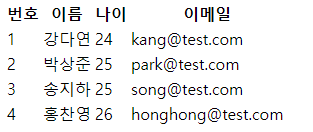 번호 이름 나이 이메일
1 강다연 24 kang@test.com
2 박상준 25 park@test.com
3 송지하 25 song@test.com
4 홍찬영 26 honghong@test.com